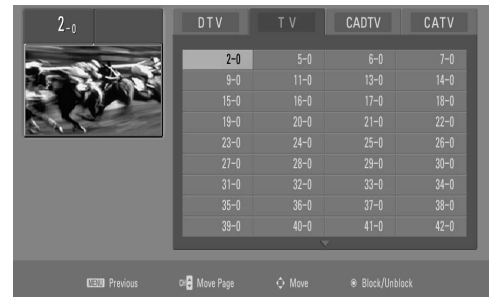 2-0
DTV TV CADTV CATV
2-0 5-0 6-0 7-0
9-0 11-0 13-0 14-0
15-0 16-0 17-0 18-0
19-0 20-0 21-0 22-0
23-0 24-0 25-0 26-0
27-0 28-0 29-0 30-0
31-0 32-0 33-0 34-0
35-0 36-0 37-0 38-0
39-0 40-0 41-0 42-0
MENU Previous CH Move Page Move Block/Unblock